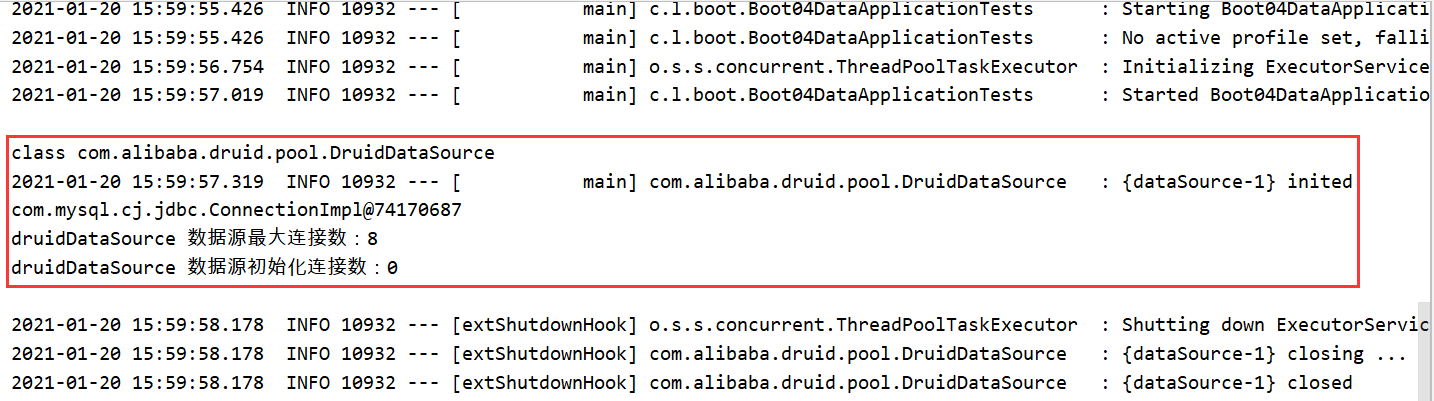 2021-01-20 15:59:55.426  INFO 10932 --- [           main] c.l.boot.Boot04DataApplicationTests      : Starting Boot04DataApplicati
2021-01-20 15:59:55.426  INFO 10932 --- [           main] c.l.boot.Boot04DataApplicationTests      : No active profile set, falli
2021-01-20 15:59:56.754  INFO 10932 --- [           main] o.s.s.concurrent.ThreadPoolTaskExecutor  : Initializing ExecutorService
2021-01-20 15:59:57.019  INFO 10932 --- [           main] c.l.boot.Boot04DataApplicationTests      : Started Boot04DataApplicatio
class com.alibaba.druid.pool.DruidDataSource
2021-01-20 15:59:57.319  INFO 10932 --- [           main] com.alibaba.druid.pool.DruidDataSource   : {dataSource-1} inited
com.mysql.cj.jdbc.ConnectionImpl@74170687
druidDataSource 数据源最大连接数：8
druidDataSource 数据源初始化连接数：0
2021-01-20 15:59:58.178  INFO 10932 --- [extShutdownHook] o.s.s.concurrent.ThreadPoolTaskExecutor  : Shutting down ExecutorServic
2021-01-20 15:59:58.178  INFO 10932 --- [extShutdownHook] com.alibaba.druid.pool.DruidDataSource   : {dataSource-1} closing ...
2021-01-20 15:59:58.178  INFO 10932 --- [extShutdownHook] com.alibaba.druid.pool.DruidDataSource   : {dataSource-1} closed